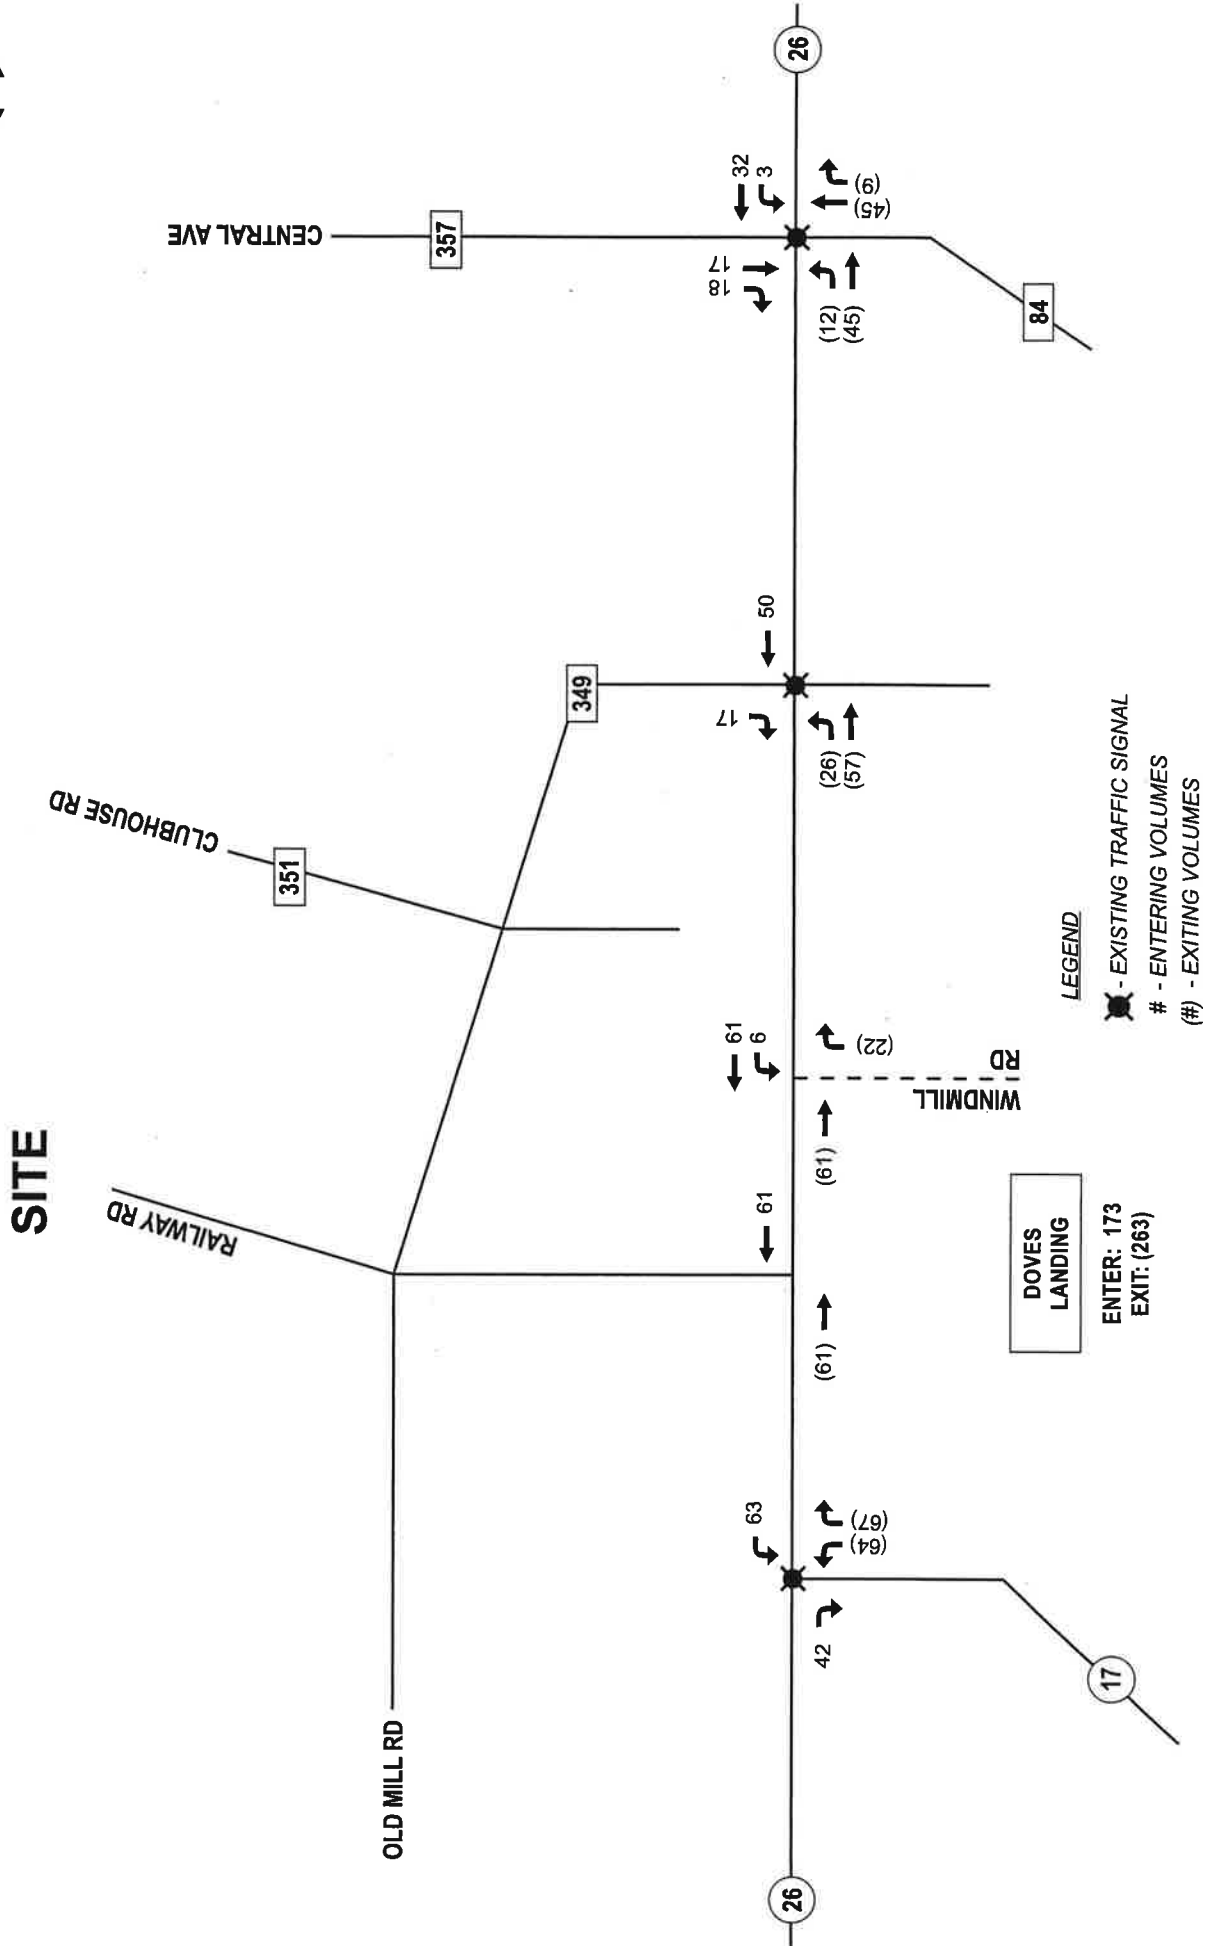 SITE
RAILWAY RD
CLUBHOUSE RD
351
CENTRAL AVE
357
OLD MILL RD
349
17
50
18
17
32
3
63
61
61
6
26
26
42
(64)
(67)
(61)
(61)
(22)
(26)
(57)
(12)
(45)
(45)
(9)
WINDMILL
RD
17
84
DOVES
LANDING
ENTER: 173
EXIT: (263)
LEGEND
- EXISTING TRAFFIC SIGNAL
# - ENTERING VOLUMES
(#) - EXITING VOLUMES